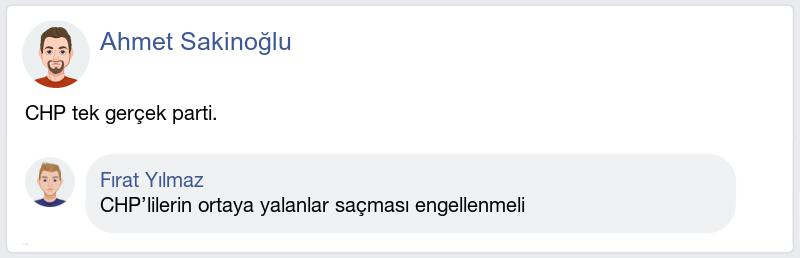 Ahmet Sakinoğlu
CHP tek gerçek parti.
Fırat Yılmaz
CHP’lilerin ortaya yalanlar saçması engellenmeli